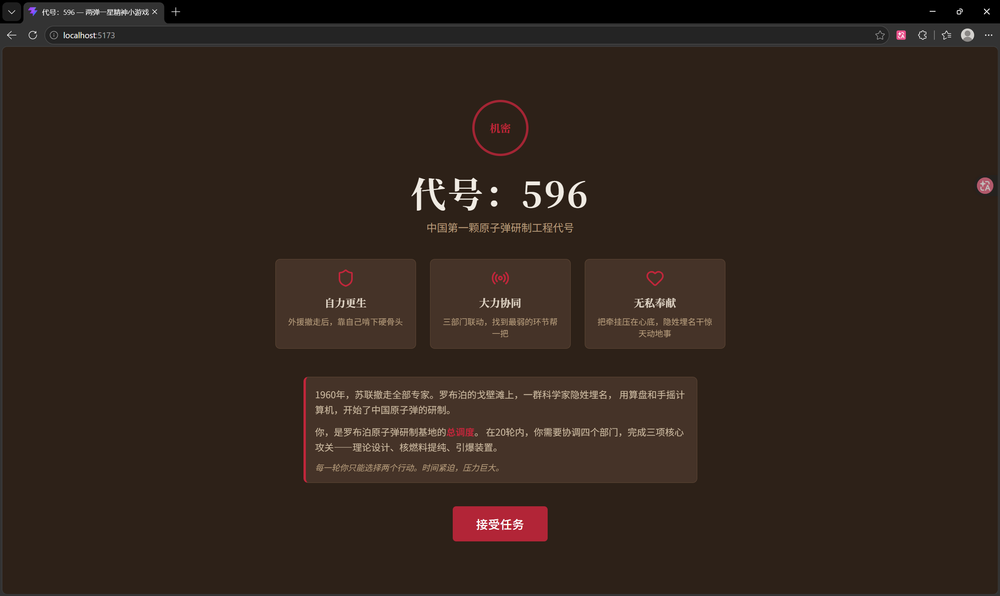 代号：596 — 两弹一星精神小游戏
localhost:5173
机密
代号：596
中国第一颗原子弹研制工程代号
自力更生
外援撤走后，靠自己啃下硬骨头
大力协同
三部门联动，找到最弱的环节帮
一把
无私奉献
把牵挂压在心底，隐姓埋名干惊
天动地事
1960年，苏联撤走全部专家。罗布泊的戈壁滩上，一群科学家隐姓埋名， 用算盘和手摇计
算机，开始了中国原子弹的研制。
你，是罗布泊原子弹研制基地的总调度。 在20轮内，你需要协调四个部门，完成三项核心
攻关——理论设计、核燃料提纯、引爆装置。
每一轮你只能选择两个行动。时间紧迫，压力巨大。
接受任务